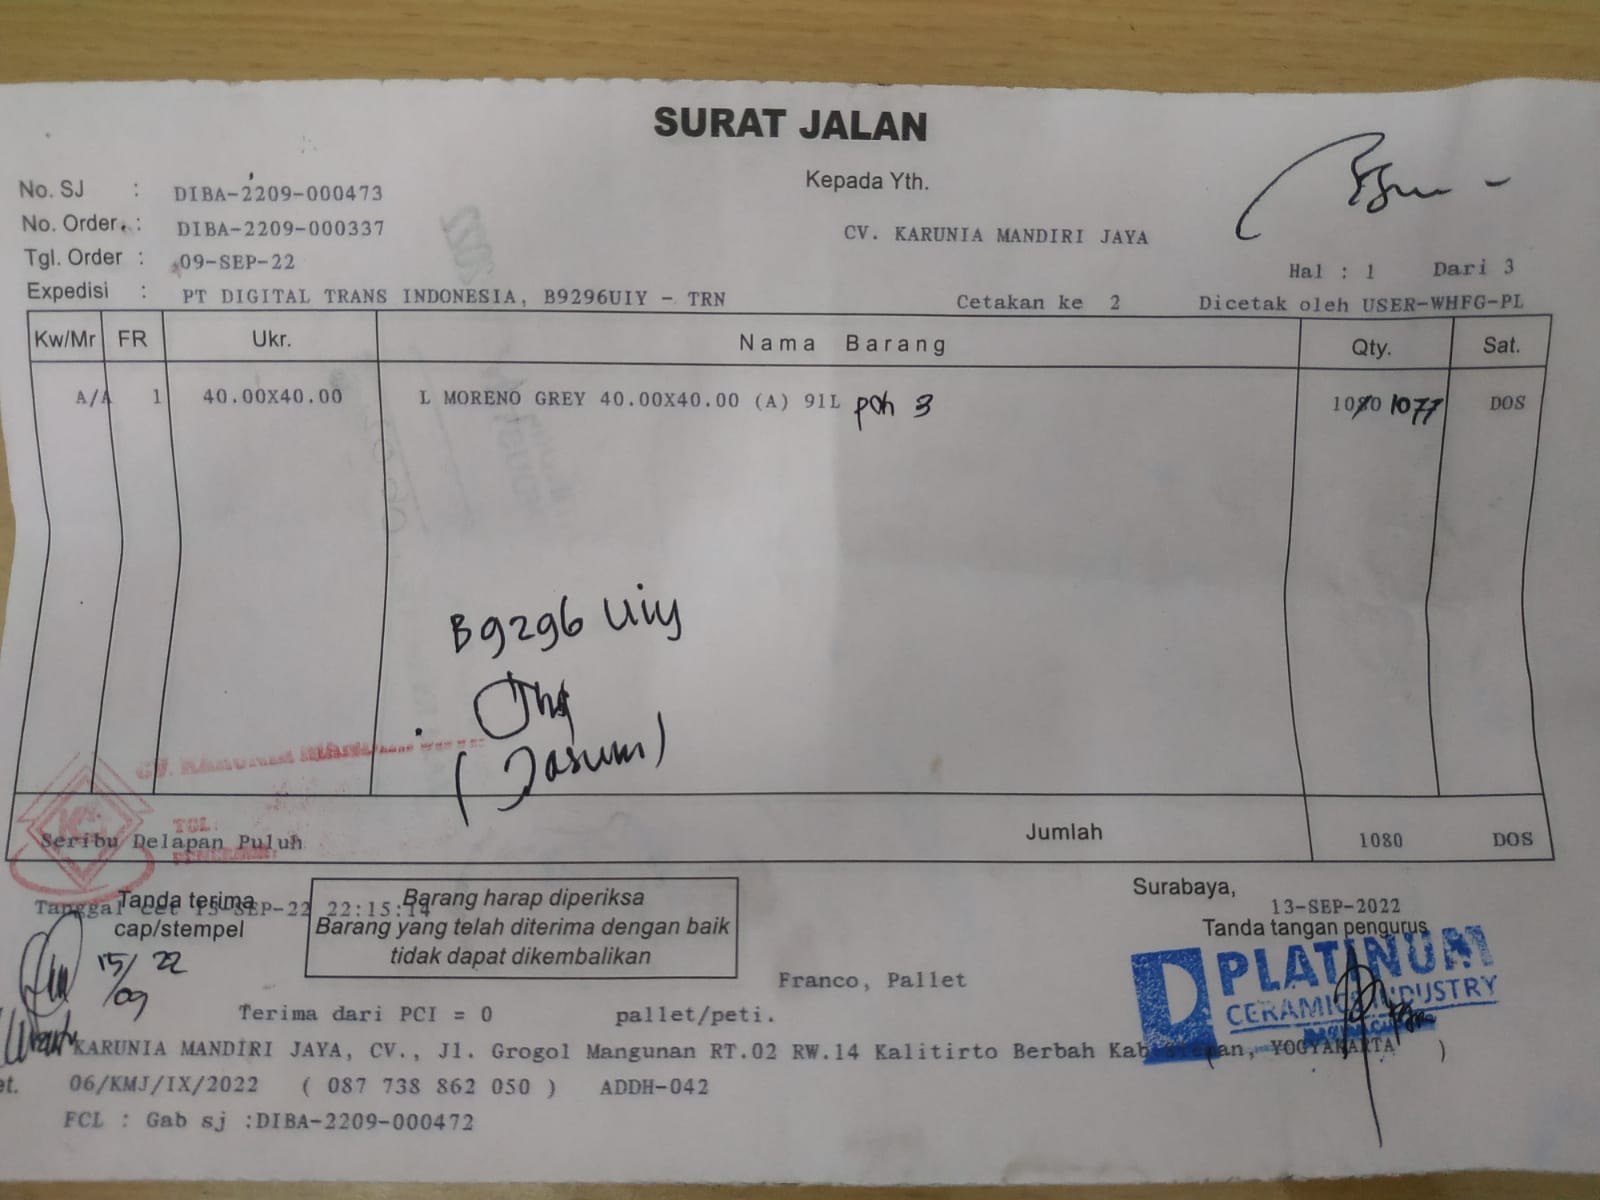 SURAT JALAN
No. SJ : DIBA-2209-000473
Kepada Yth.
No. Order. : DIBA-2209-000337
CV. KARUNIA MANDIRI JAYA
Tgl. Order : 09-SEP-22
Hal : 1 Dari 3
Expedisi : PT DIGITAL TRANS INDONESIA, B9296UIY - TRN
Cetakan ke 2 Dicetak oleh USER-WHFG-PL
Kw/Mr FR Ukr. Nama Barang Qty. Sat.
A/A 1 40.00X40.00 L MORENO GREY 40.00X40.00 (A) 91L pch 3 1080 1077 DOS
B9296 Uiy
(Jasum)
CV. KARUNIA
TGL:
Seribu Delapan Puluh Jumlah 1080 DOS
Tanggal cet 13-SEP-22 22:15:14
Tanda terima
cap/stempel
15/09 22
Barang harap diperiksa
Barang yang telah diterima dengan baik
tidak dapat dikembalikan
Surabaya, 13-SEP-2022
Tanda tangan pengurus
PLATINUM
CERAMICS INDUSTRY
Franco, Pallet
Terima dari PCI = 0 pallet/peti.
KARUNIA MANDIRI JAYA, CV., Jl. Grogol Mangunan RT.02 RW.14 Kalitirto Berbah Kab YOGYAKARTA )
et. 06/KMJ/IX/2022 ( 087 738 862 050 ) ADDH-042
FCL : Gab sj :DIBA-2209-000472